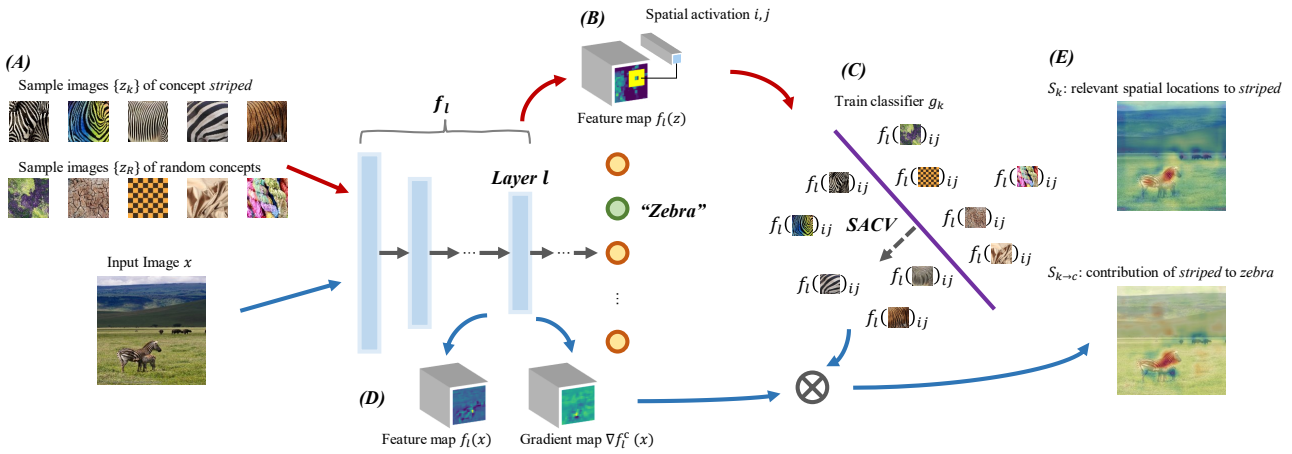 (A)
Sample images {z_k} of concept striped
Sample images {z_R} of random concepts
Input Image x
f_l
Layer l
"Zebra"
(B)
Spatial activation i, j
Feature map f_l(z)
(C)
Train classifier g_k
f_l( )_ij
f_l( )_ij
f_l( )_ij
f_l( )_ij
f_l( )_ij
f_l( )_ij
SACV
f_l( )_ij
f_l( )_ij
f_l( )_ij
f_l( )_ij
(D)
Feature map f_l(x)
Gradient map ∇f_l^c (x)
(E)
S_k: relevant spatial locations to striped
S_k→c: contribution of striped to zebra